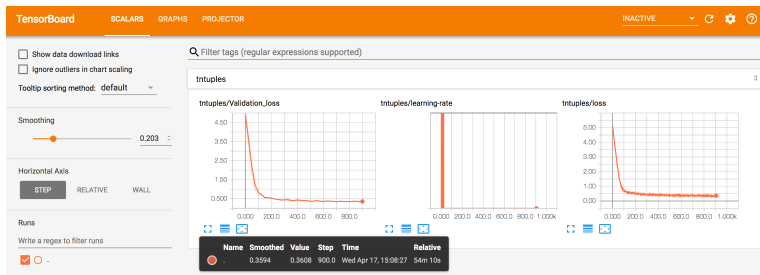 TensorBoard SCALARS GRAPHS PROJECTOR INACTIVE
Show data download links
Ignore outliers in chart scaling
Tooltip sorting method: default
Smoothing
0.203
Horizontal Axis
STEP RELATIVE WALL
Runs
Write a regex to filter runs
.
Filter tags (regular expressions supported)
tntuples 3
tntuples/Validation_loss
4.50
3.50
2.50
1.50
0.500
0.000 200.0 400.0 600.0 800.0
tntuples/learning-rate
0.000 200.0 400.0 600.0 800.0 1.000k
tntuples/loss
5.00
4.00
3.00
2.00
1.00
0.00
0.000 200.0 400.0 600.0 800.0 1.000k
Name Smoothed Value Step Time Relative
. 0.3594 0.3608 900.0 Wed Apr 17, 15:08:27 54m 10s